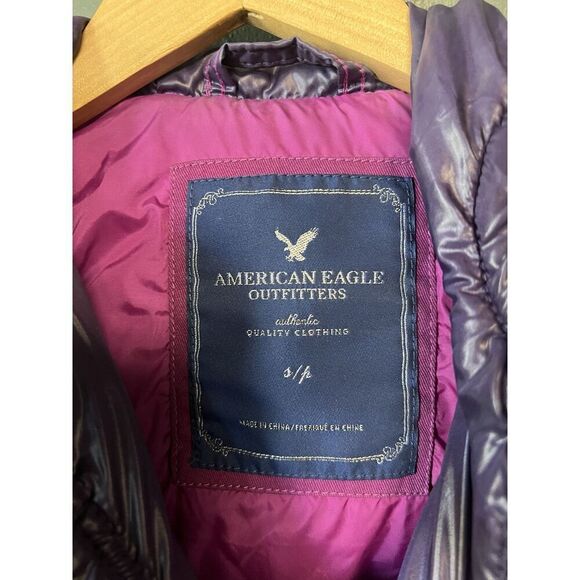 AMERICAN EAGLE
OUTFITTERS
authentic
QUALITY CLOTHING
s/p
MADE IN CHINA/FABRIQUÉ EN CHINE